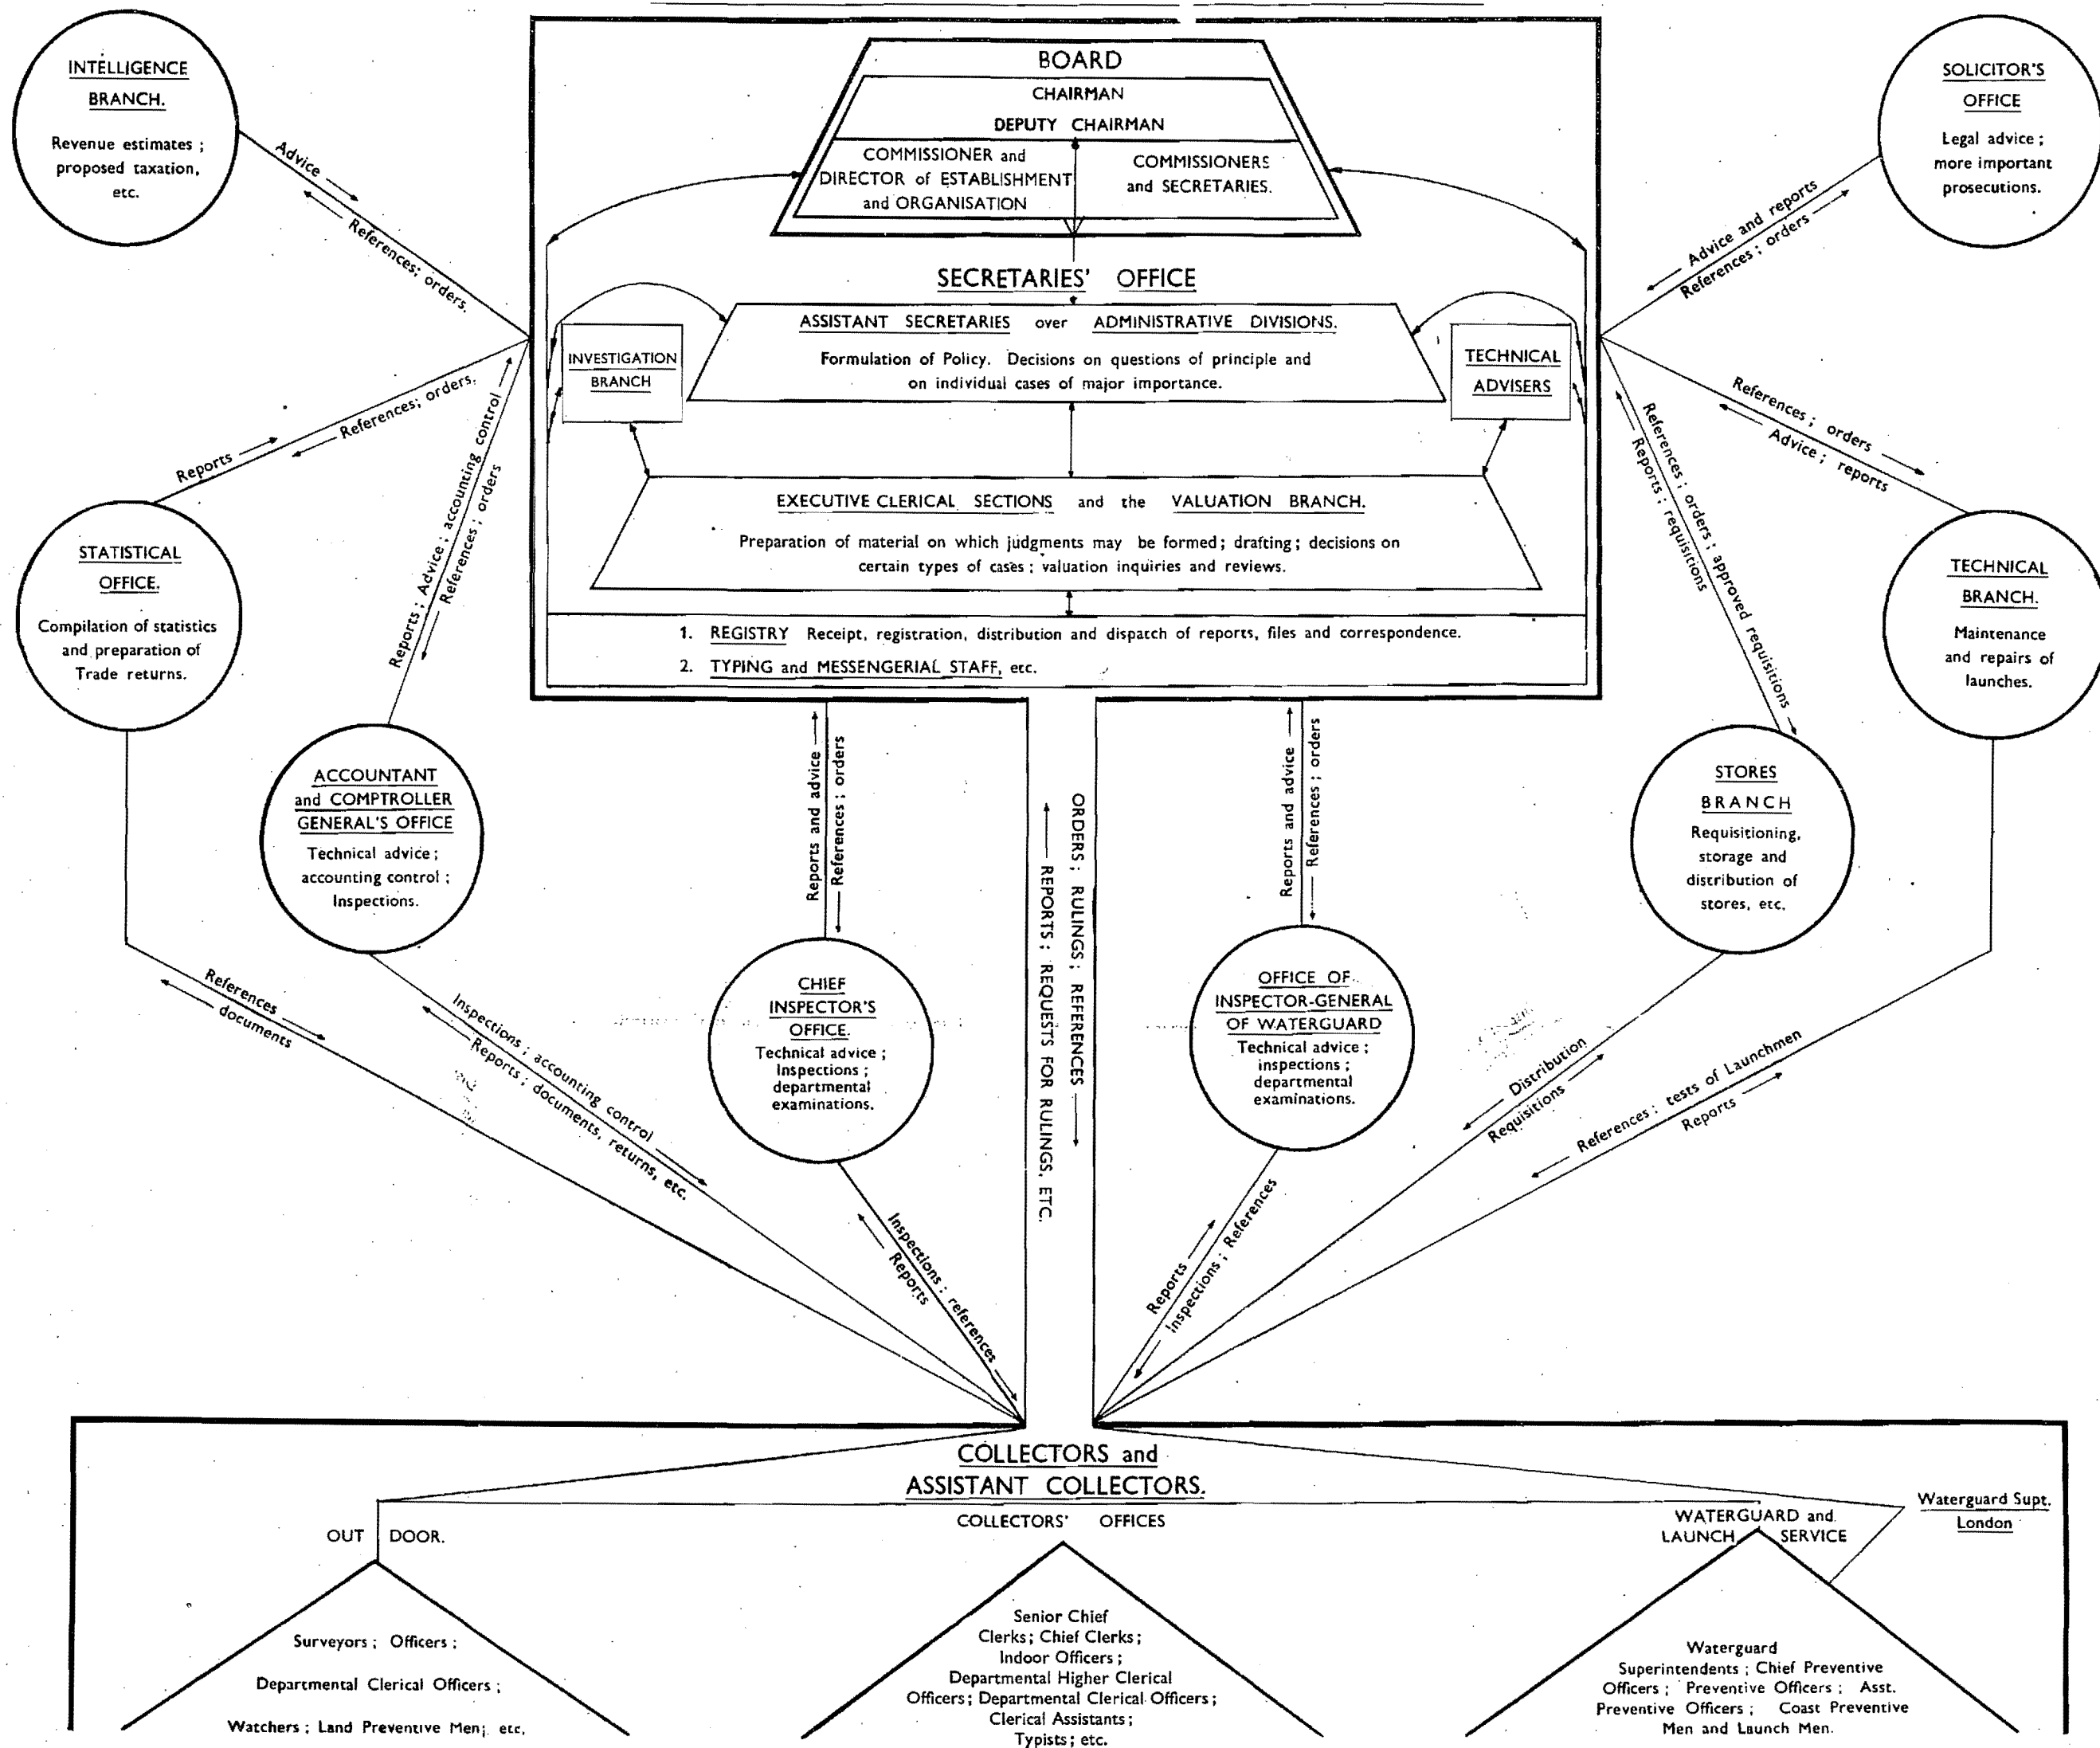 BOARD
CHAIRMAN
DEPUTY CHAIRMAN
COMMISSIONER and
DIRECTOR of ESTABLISHMENT
and ORGANISATION
COMMISSIONERS
and SECRETARIES.
SECRETARIES' OFFICE
ASSISTANT SECRETARIES over ADMINISTRATIVE DIVISIONS.
Formulation of Policy. Decisions on questions of principle and
on individual cases of major importance.
INVESTIGATION
BRANCH
TECHNICAL
ADVISERS
EXECUTIVE CLERICAL SECTIONS and the VALUATION BRANCH.
Preparation of material on which judgments may be formed; drafting; decisions on
certain types of cases; valuation inquiries and reviews.
1. REGISTRY Receipt, registration, distribution and dispatch of reports, files and correspondence.
2. TYPING and MESSENGERIAL STAFF, etc.
INTELLIGENCE
BRANCH.
Revenue estimates;
proposed taxation,
etc.
Advice
References; orders.
SOLICITOR'S
OFFICE
Legal advice;
more important
prosecutions.
Advice and reports
References; orders
STATISTICAL
OFFICE.
Compilation of statistics
and preparation of
Trade returns.
Reports
References; orders.
References
documents
ACCOUNTANT
and COMPTROLLER
GENERAL'S OFFICE
Technical advice;
accounting control;
Inspections.
Reports; Advice; accounting control
References; orders
Inspections; accounting control
Reports; documents, returns, etc.
CHIEF
INSPECTOR'S
OFFICE.
Technical advice;
Inspections;
departmental
examinations.
Reports and advice
References; orders
Inspections; references
Reports
ORDERS; RULINGS; REFERENCES
REPORTS; REQUESTS FOR RULINGS, ETC.
OFFICE OF
INSPECTOR-GENERAL
OF WATERGUARD
Technical advice;
inspections;
departmental
examinations.
Reports and advice
References; orders
Reports
Inspections; References
STORES
BRANCH
Requisitioning,
storage and
distribution of
stores, etc.
References; orders; approved requisitions
Reports; requisitions
Distribution
Requisitions
TECHNICAL
BRANCH.
Maintenance
and repairs of
launches.
References; orders
Advice; reports
References; tests of Launchmen
Reports
COLLECTORS and
ASSISTANT COLLECTORS.
OUT DOOR.
Surveyors; Officers;
Departmental Clerical Officers;
Watchers; Land Preventive Men; etc.
COLLECTORS' OFFICES
Senior Chief
Clerks; Chief Clerks;
Indoor Officers;
Departmental Higher Clerical
Officers; Departmental Clerical Officers;
Clerical Assistants;
Typists; etc.
WATERGUARD and
LAUNCH SERVICE
Waterguard Supt.
London
Waterguard
Superintendents; Chief Preventive
Officers; Preventive Officers; Asst.
Preventive Officers; Coast Preventive
Men and Launch Men.